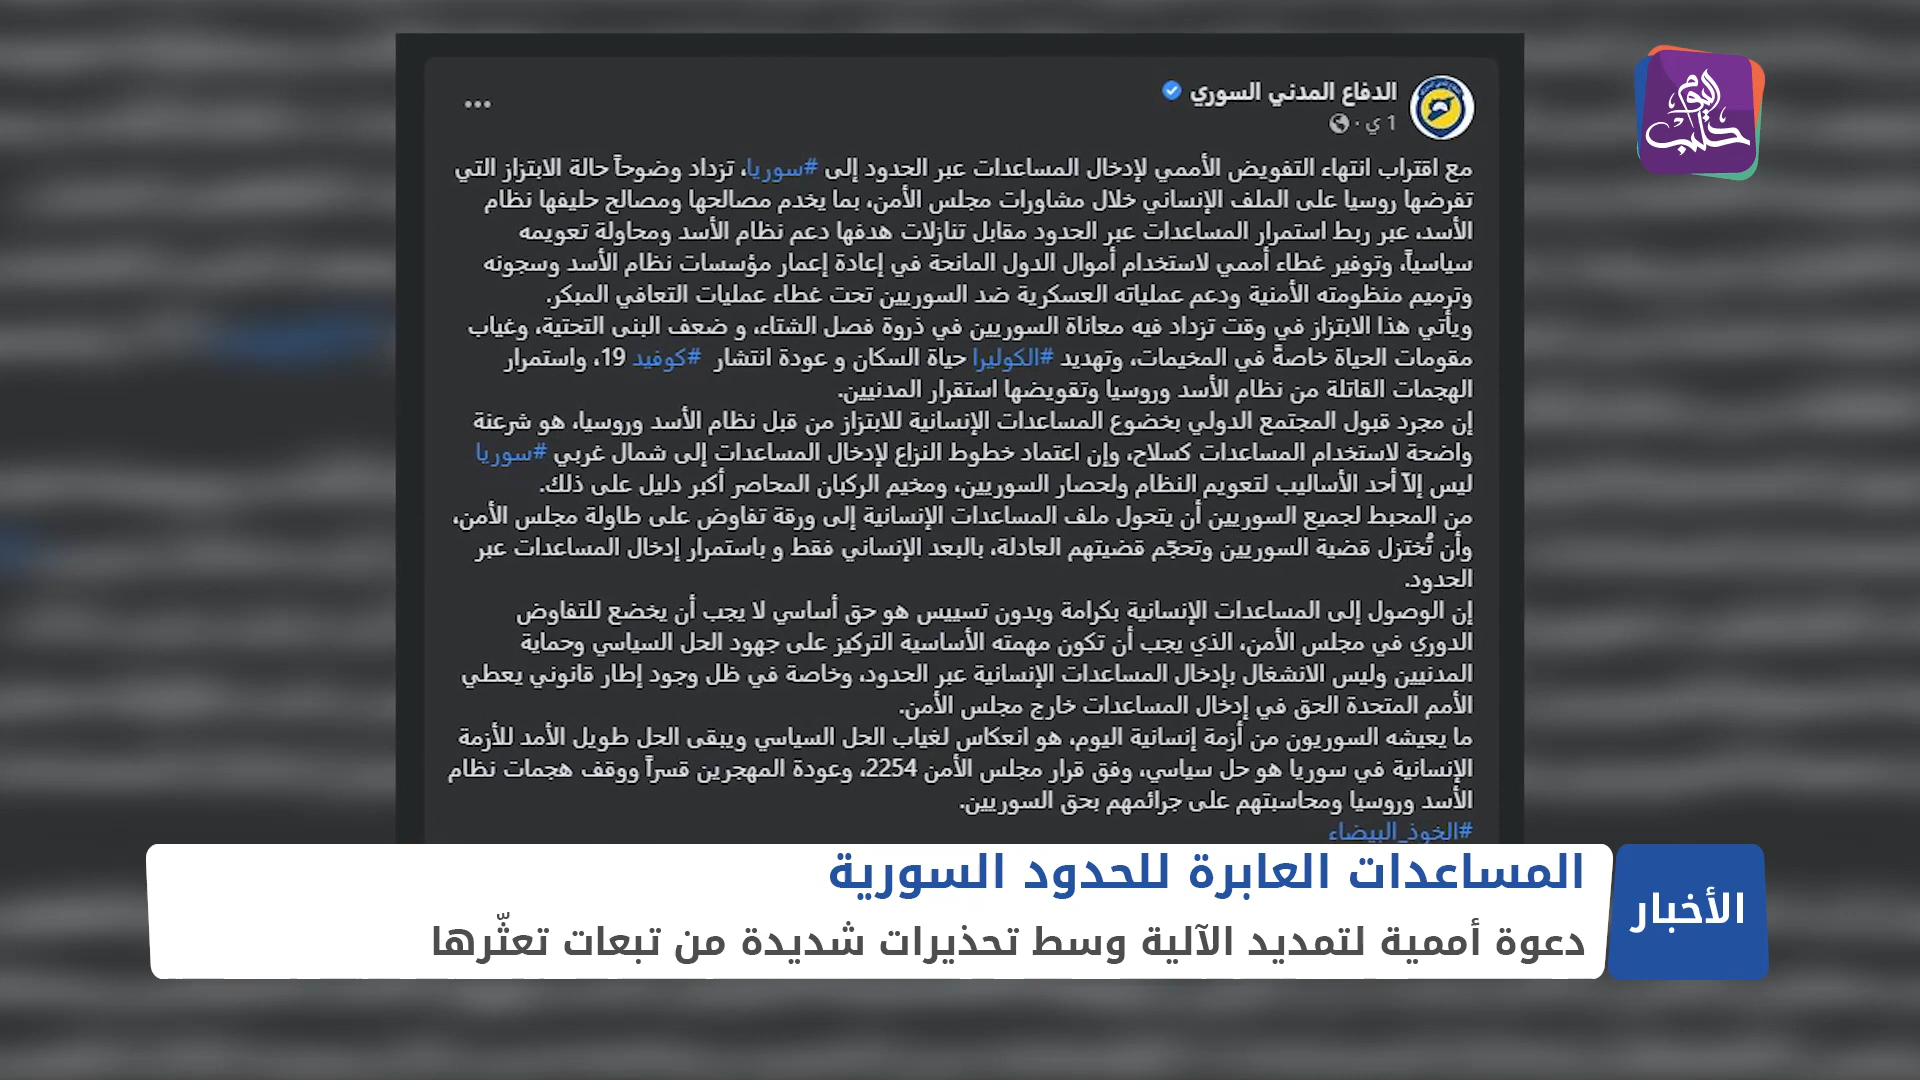 حلب اليوم
الدفاع المدني السوري
1 ي ·
مع اقتراب انتهاء التفويض الأممي لإدخال المساعدات عبر الحدود إلى #سوريا، تزداد وضوحاً حالة الابتزاز التي
تفرضها روسيا على الملف الإنساني خلال مشاورات مجلس الأمن، بما يخدم مصالحها ومصالح حليفها نظام
الأسد، عبر ربط استمرار المساعدات عبر الحدود مقابل تنازلات هدفها دعم نظام الأسد ومحاولة تعويمه
سياسياً، وتوفير غطاء أممي لاستخدام أموال الدول المانحة في إعادة إعمار مؤسسات نظام الأسد وسجونه
وترميم منظومته الأمنية ودعم عملياته العسكرية ضد السوريين تحت غطاء عمليات التعافي المبكر.
ويأتي هذا الابتزاز في وقت تزداد فيه معاناة السوريين في ذروة فصل الشتاء، و ضعف البنى التحتية، وغياب
مقومات الحياة خاصةً في المخيمات، وتهديد #الكوليرا حياة السكان و عودة انتشار #كوفيد 19، واستمرار
الهجمات القاتلة من نظام الأسد وروسيا وتقويضها استقرار المدنيين.
إن مجرد قبول المجتمع الدولي بخضوع المساعدات الإنسانية للابتزاز من قبل نظام الأسد وروسيا، هو شرعنة
واضحة لاستخدام المساعدات كسلاح، وإن اعتماد خطوط النزاع لإدخال المساعدات إلى شمال غربي #سوريا
ليس إلّا أحد الأساليب لتعويم النظام ولحصار السوريين، ومخيم الركبان المحاصر أكبر دليل على ذلك.
من المحبط لجميع السوريين أن يتحول ملف المساعدات الإنسانية إلى ورقة تفاوض على طاولة مجلس الأمن،
وأن تُختزل قضية السوريين وتحجّم قضيتهم العادلة، بالبعد الإنساني فقط و باستمرار إدخال المساعدات عبر
الحدود.
إن الوصول إلى المساعدات الإنسانية بكرامة وبدون تسييس هو حق أساسي لا يجب أن يخضع للتفاوض
الدوري في مجلس الأمن، الذي يجب أن تكون مهمته الأساسية التركيز على جهود الحل السياسي وحماية
المدنيين وليس الانشغال بإدخال المساعدات الإنسانية عبر الحدود، وخاصة في ظل وجود إطار قانوني يعطي
الأمم المتحدة الحق في إدخال المساعدات خارج مجلس الأمن.
ما يعيشه السوريون من أزمة إنسانية اليوم، هو انعكاس لغياب الحل السياسي ويبقى الحل طويل الأمد للأزمة
الإنسانية في سوريا هو حل سياسي، وفق قرار مجلس الأمن 2254، وعودة المهجرين قسراً ووقف هجمات نظام
الأسد وروسيا ومحاسبتهم على جرائمهم بحق السوريين.
#الخوذ_البيضاء
الأخبار
المساعدات العابرة للحدود السورية
دعوة أممية لتمديد الآلية وسط تحذيرات شديدة من تبعات تعثّرها